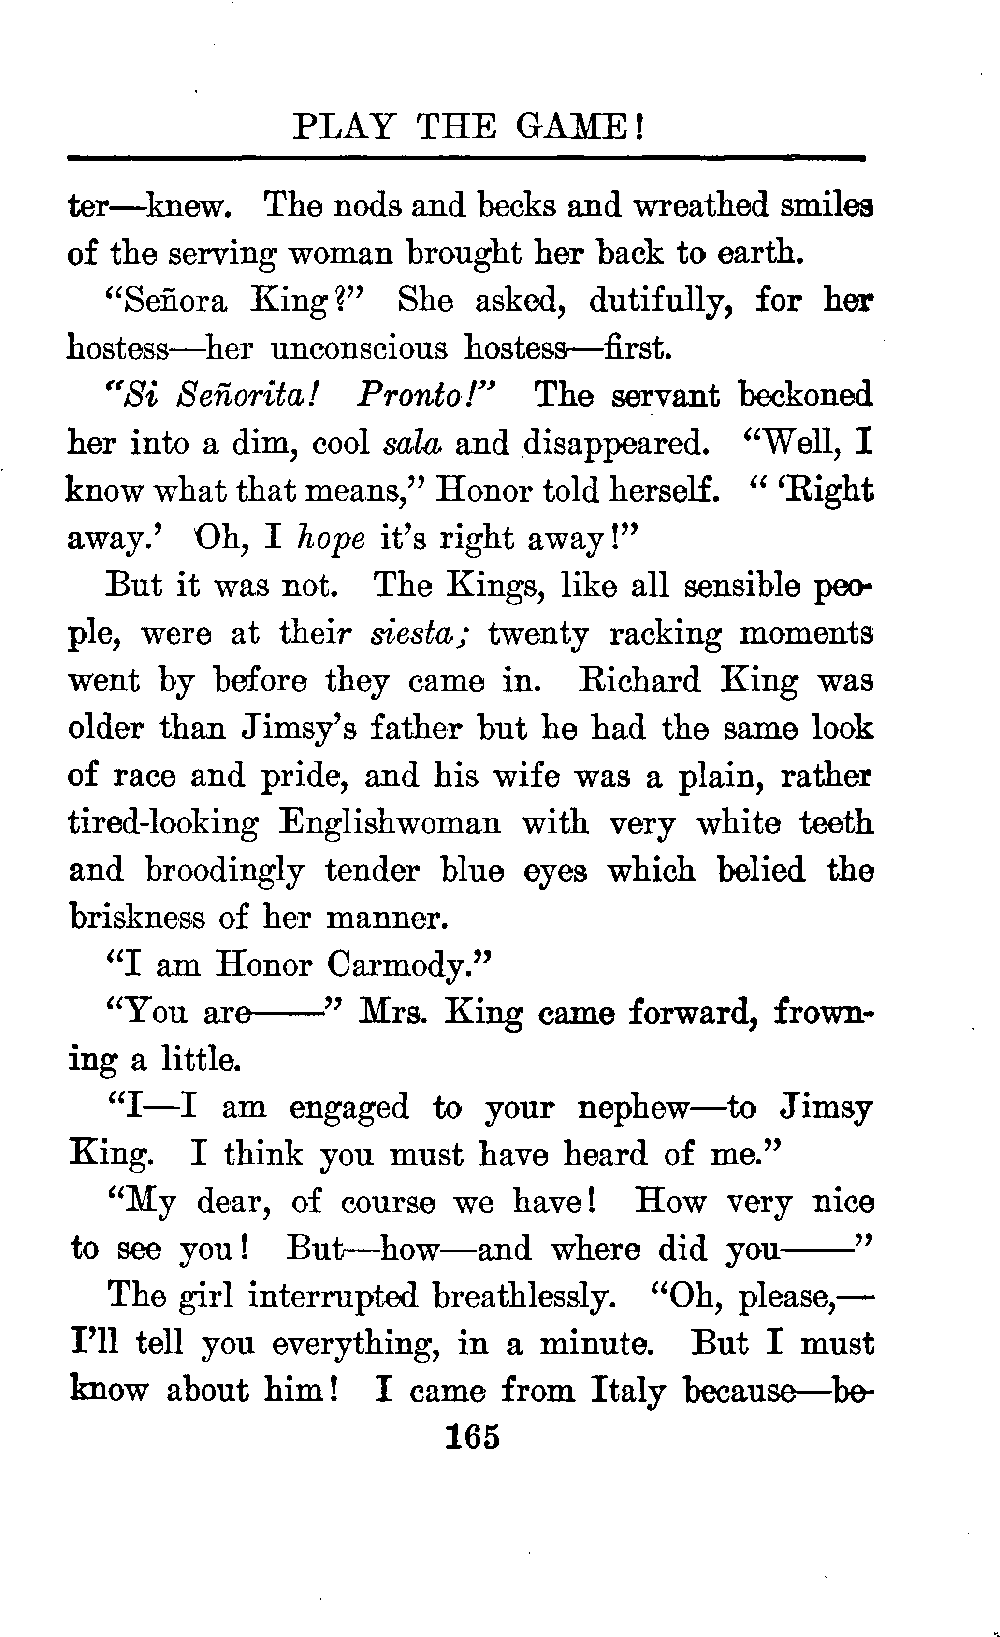 PLAY THE GAME!
ter—knew. The nods and becks and wreathed smiles
of the serving woman brought her back to earth.
“Señora King?” She asked, dutifully, for her
hostess—her unconscious hostess—first.
“Si Señorita! Pronto!” The servant beckoned
her into a dim, cool sala and disappeared. “Well, I
know what that means,” Honor told herself. “ ‘Right
away.’ Oh, I hope it’s right away!”
But it was not. The Kings, like all sensible peo-
ple, were at their siesta; twenty racking moments
went by before they came in. Richard King was
older than Jimsy’s father but he had the same look
of race and pride, and his wife was a plain, rather
tired-looking Englishwoman with very white teeth
and broodingly tender blue eyes which belied the
briskness of her manner.
“I am Honor Carmody.”
“You are——” Mrs. King came forward, frown-
ing a little.
“I—I am engaged to your nephew—to Jimsy
King. I think you must have heard of me.”
“My dear, of course we have! How very nice
to see you! But—how—and where did you——”
The girl interrupted breathlessly. “Oh, please,—
I’ll tell you everything, in a minute. But I must
know about him! I came from Italy because—be-
165